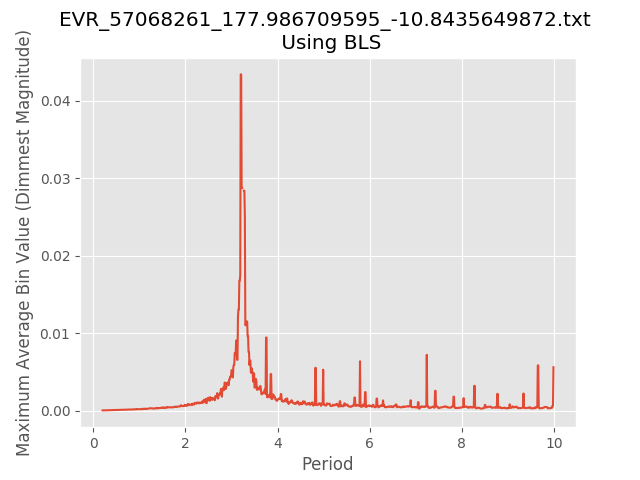 EVR_57068261_177.986709595_-10.8435649872.txt
Using BLS
Maximum Average Bin Value (Dimmest Magnitude)
0.04
0.03
0.02
0.01
0.00
0
2
4
6
8
10
Period